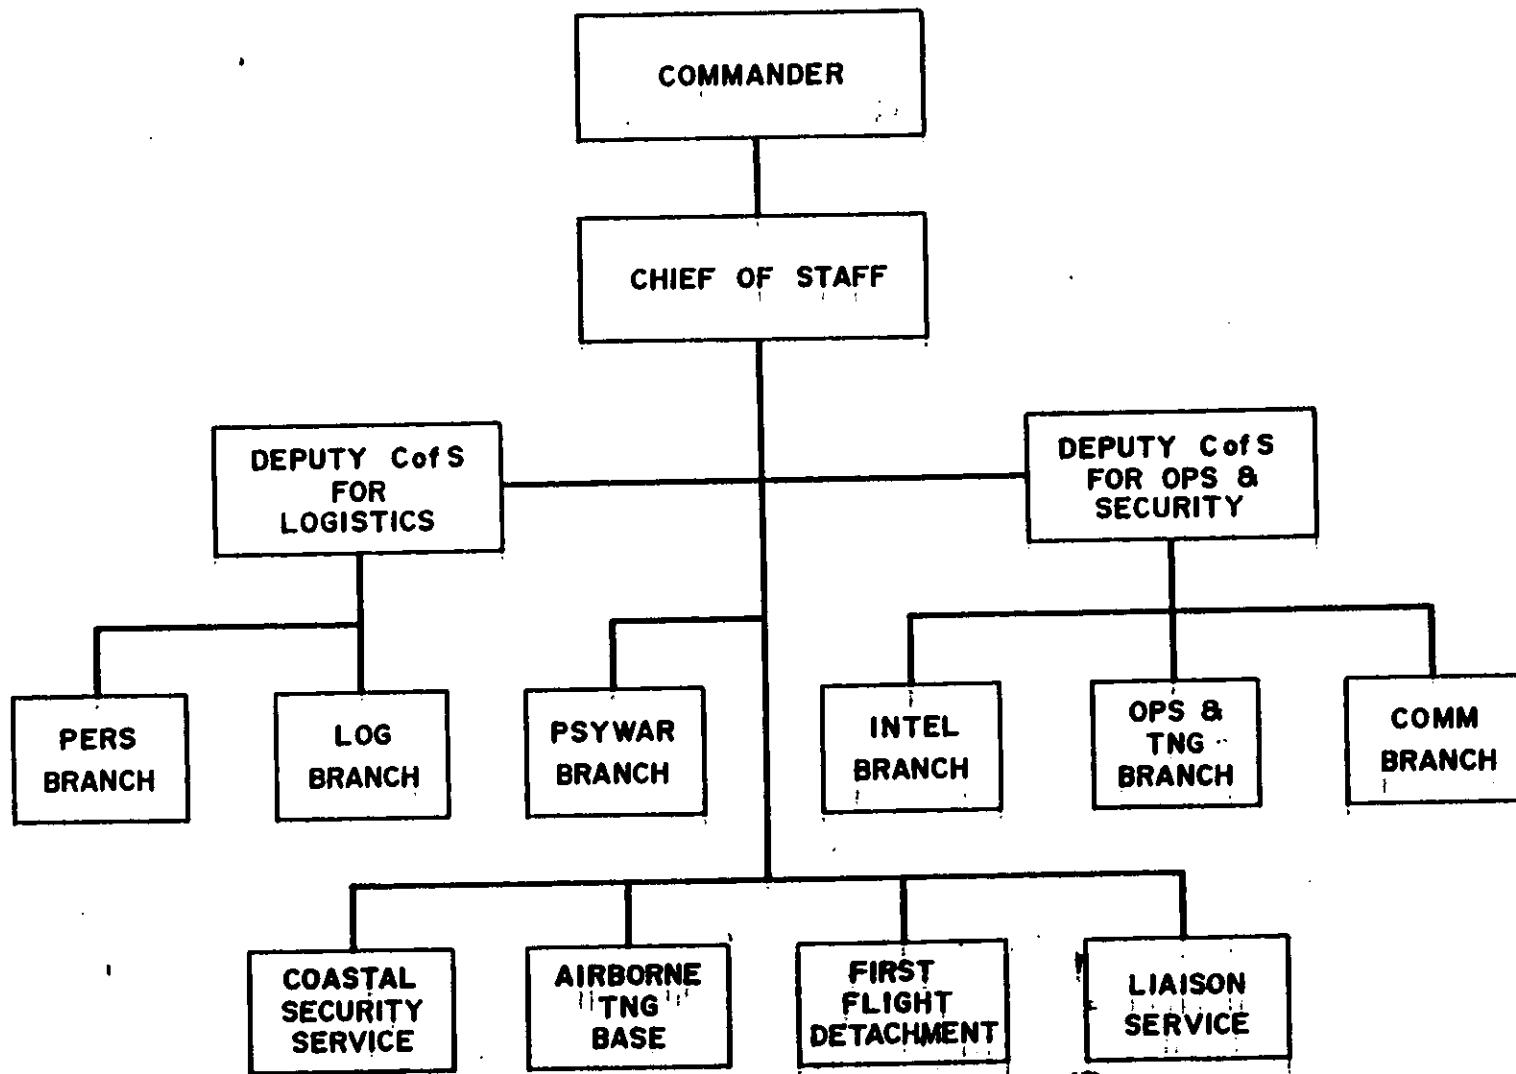 COMMANDER
CHIEF OF STAFF
DEPUTY CofS
FOR
LOGISTICS
DEPUTY CofS
FOR OPS &
SECURITY
PERS
BRANCH
LOG
BRANCH
PSYWAR
BRANCH
INTEL
BRANCH
OPS &
TNG
BRANCH
COMM
BRANCH
COASTAL
SECURITY
SERVICE
AIRBORNE
TNG
BASE
FIRST
FLIGHT
DETACHMENT
LIAISON
SERVICE